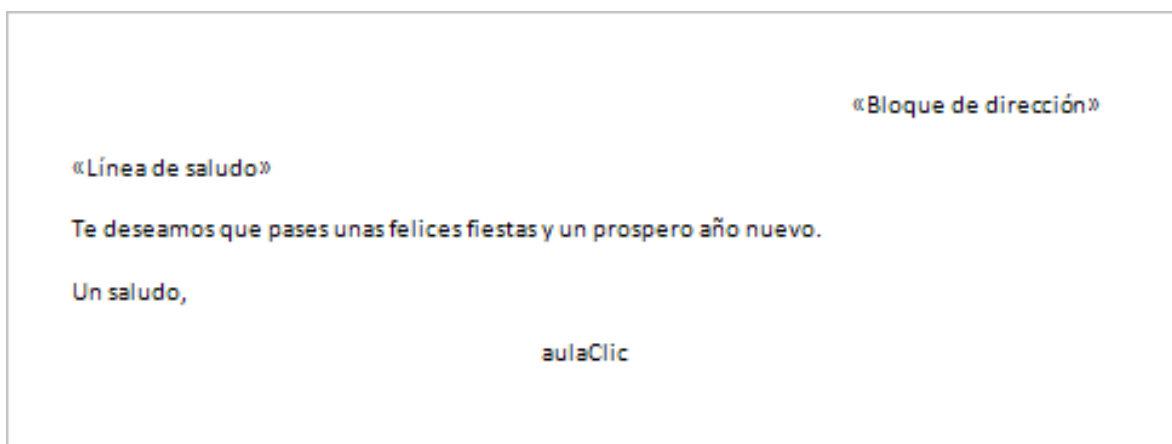 «Bloque de dirección»
«Línea de saludo»
Te deseamos que pases unas felices fiestas y un prospero año nuevo.
Un saludo,
aulaClic